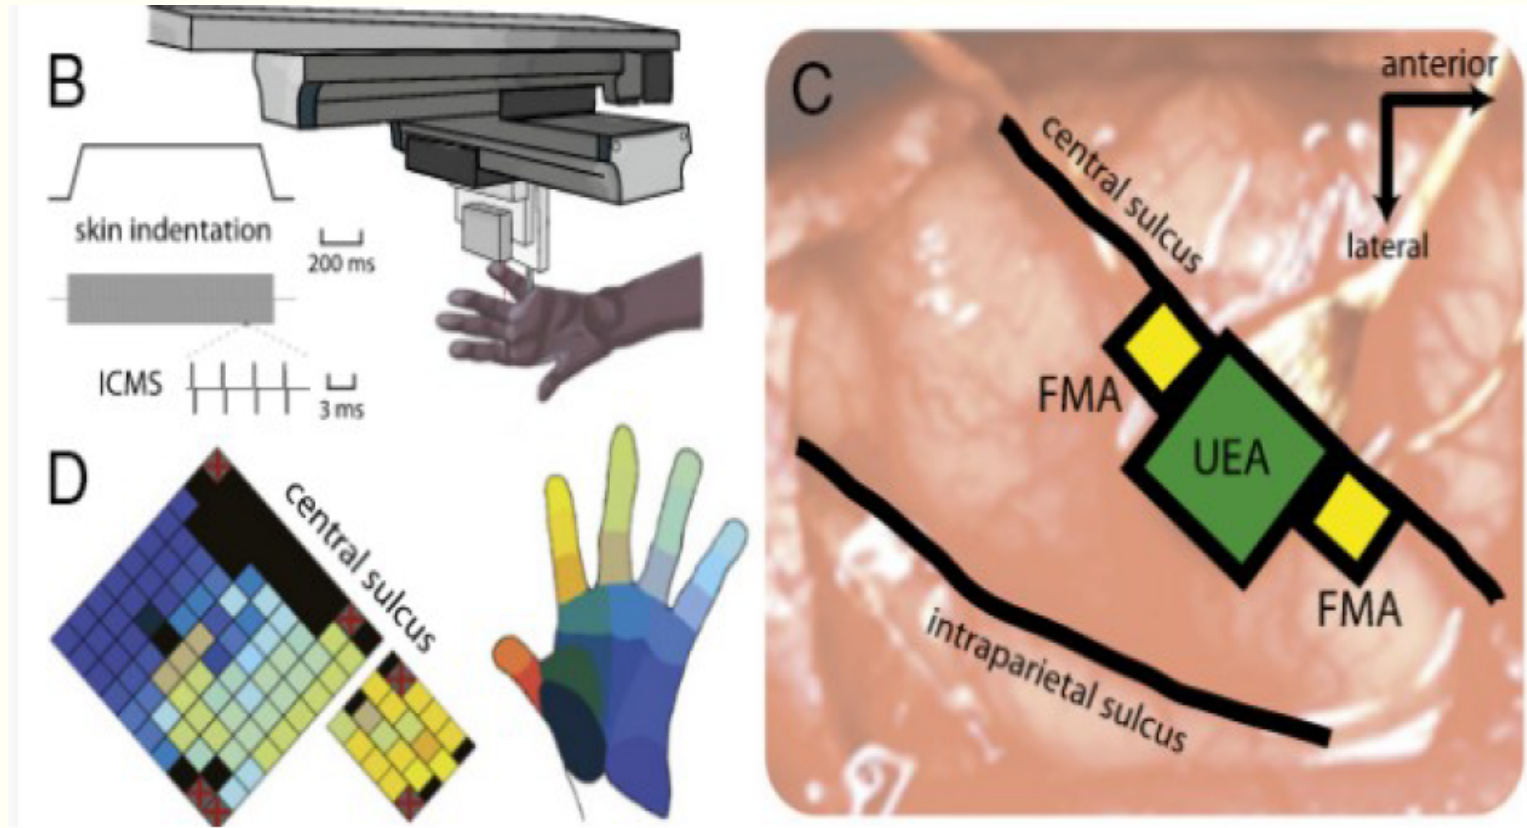 B
skin indentation
200 ms
ICMS
3 ms
C
anterior
lateral
central sulcus
FMA
UEA
FMA
intraparietal sulcus
D
central sulcus